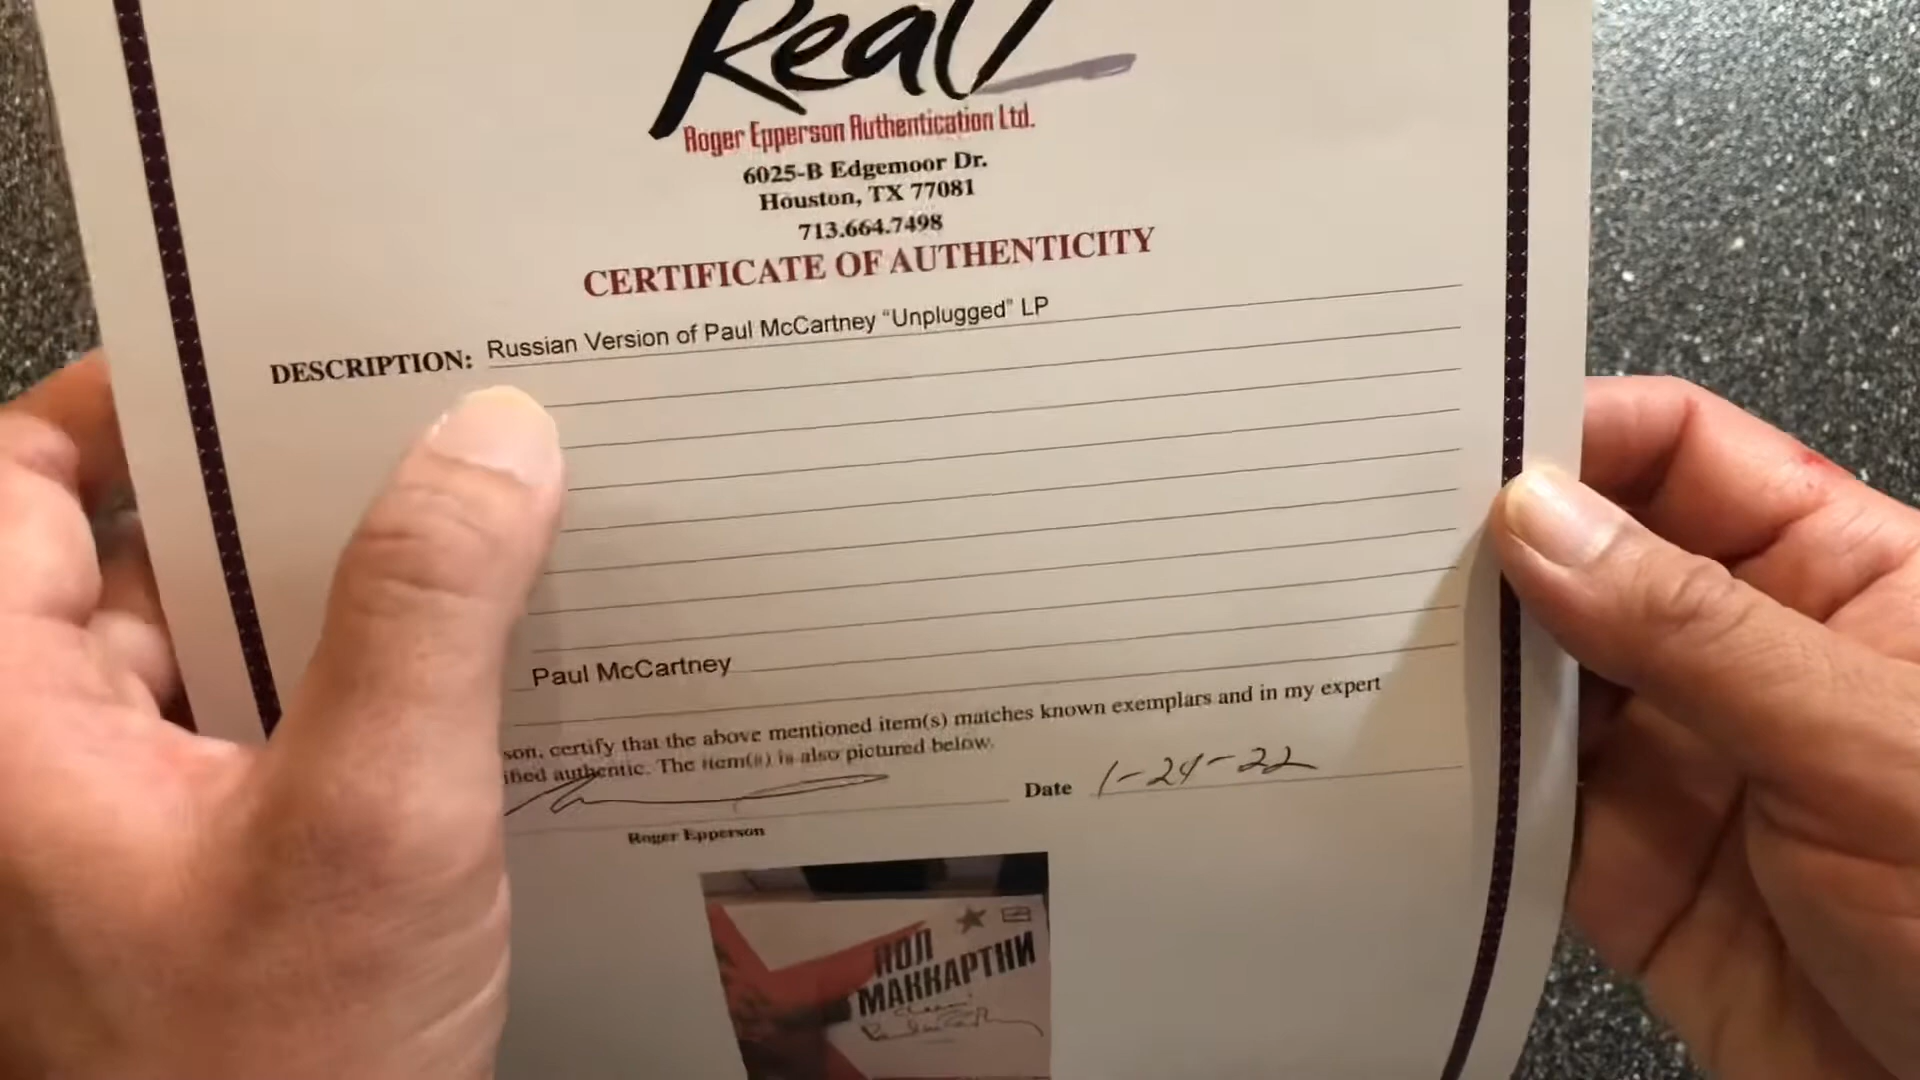 Real
Roger Epperson Authentication Ltd.
6025-B Edgemoor Dr.
Houston, TX 77081
713.664.7498
CERTIFICATE OF AUTHENTICITY
DESCRIPTION: Russian Version of Paul McCartney “Unplugged” LP
Paul McCartney
son, certify that the above mentioned item(s) matches known exemplars and in my expert
ified authentic. The item(s) is also pictured below.
Date 1-24-22
Roger Epperson
ПОЛ
МАККАРТНИ